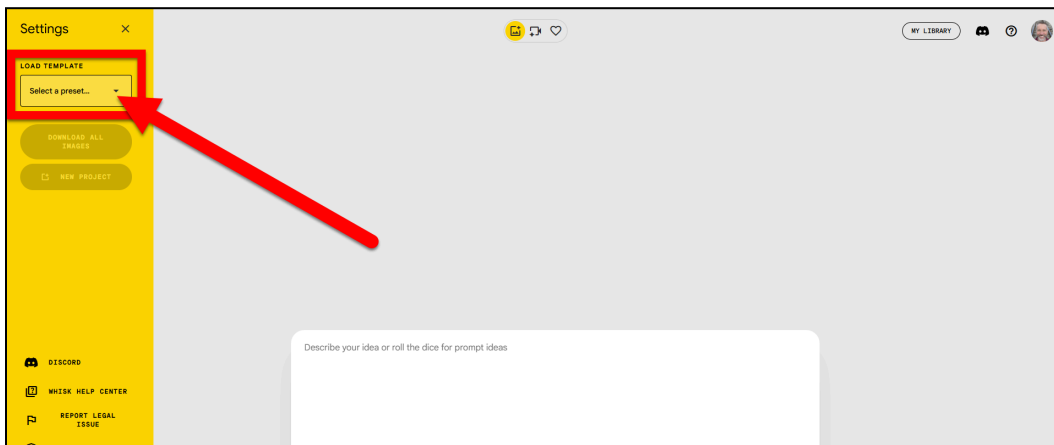 Settings
MY LIBRARY
LOAD TEMPLATE
Select a preset...
DOWNLOAD ALL
IMAGES
NEW PROJECT
Describe your idea or roll the dice for prompt ideas
DISCORD
WHISK HELP CENTER
REPORT LEGAL
ISSUE